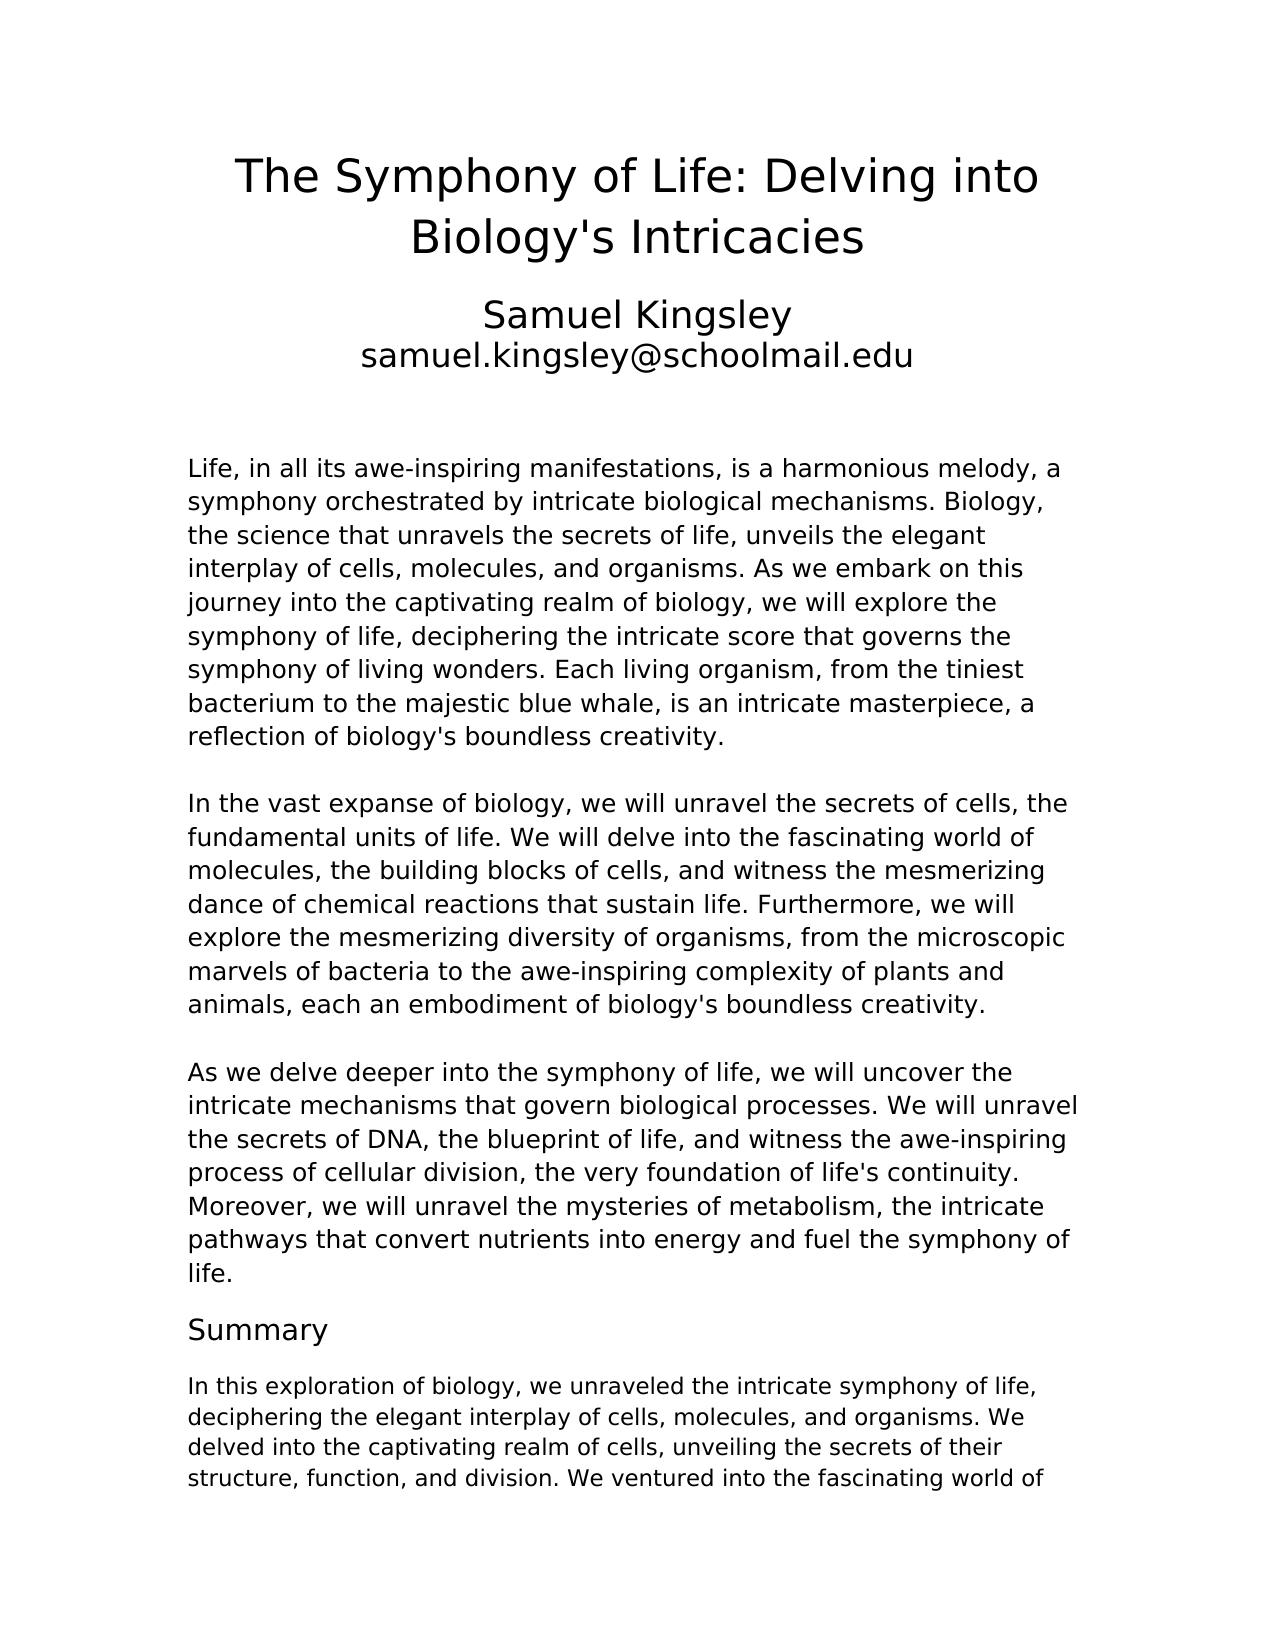 The Symphony of Life: Delving into
Biology's Intricacies
Samuel Kingsley
samuel.kingsley@schoolmail.edu
Life, in all its awe-inspiring manifestations, is a harmonious melody, a
symphony orchestrated by intricate biological mechanisms. Biology,
the science that unravels the secrets of life, unveils the elegant
interplay of cells, molecules, and organisms. As we embark on this
journey into the captivating realm of biology, we will explore the
symphony of life, deciphering the intricate score that governs the
symphony of living wonders. Each living organism, from the tiniest
bacterium to the majestic blue whale, is an intricate masterpiece, a
reflection of biology's boundless creativity.
In the vast expanse of biology, we will unravel the secrets of cells, the
fundamental units of life. We will delve into the fascinating world of
molecules, the building blocks of cells, and witness the mesmerizing
dance of chemical reactions that sustain life. Furthermore, we will
explore the mesmerizing diversity of organisms, from the microscopic
marvels of bacteria to the awe-inspiring complexity of plants and
animals, each an embodiment of biology's boundless creativity.
As we delve deeper into the symphony of life, we will uncover the
intricate mechanisms that govern biological processes. We will unravel
the secrets of DNA, the blueprint of life, and witness the awe-inspiring
process of cellular division, the very foundation of life's continuity.
Moreover, we will unravel the mysteries of metabolism, the intricate
pathways that convert nutrients into energy and fuel the symphony of
life.
Summary
In this exploration of biology, we unraveled the intricate symphony of life,
deciphering the elegant interplay of cells, molecules, and organisms. We
delved into the captivating realm of cells, unveiling the secrets of their
structure, function, and division. We ventured into the fascinating world of